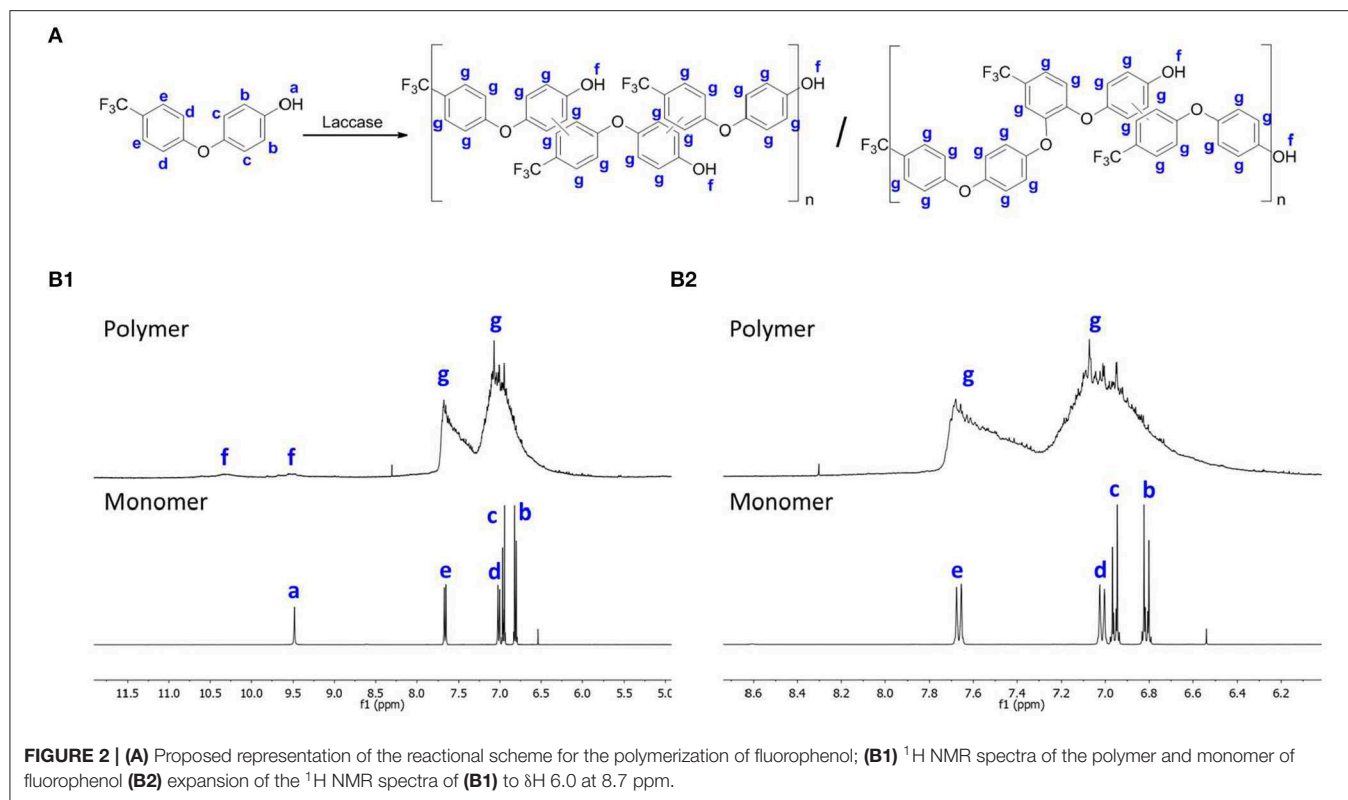 A
F3C e e d d O c c b b OH a
Laccase
F3C g g g g O g g g OH f F3C g g g O g g OH f F3C g g g g O g g g g OH f n
/
F3C g g g O g g g OH f F3C g g g O g g g g OH f F3C g g g g O g g g g O n
B1
B2
Polymer
g
g
f
f
Monomer
a
e
d
c
b
11.5 11.0 10.5 10.0 9.5 9.0 8.5 8.0 7.5 7.0 6.5 6.0 5.5 5.0
f1 (ppm)
Polymer
g
g
Monomer
e
d
c
b
8.6 8.4 8.2 8.0 7.8 7.6 7.4 7.2 7.0 6.8 6.6 6.4 6.2
f1 (ppm)
FIGURE 2 | (A) Proposed representation of the reactional scheme for the polymerization of fluorophenol; (B1) 1H NMR spectra of the polymer and monomer of
fluorophenol (B2) expansion of the 1H NMR spectra of (B1) to δH 6.0 at 8.7 ppm.